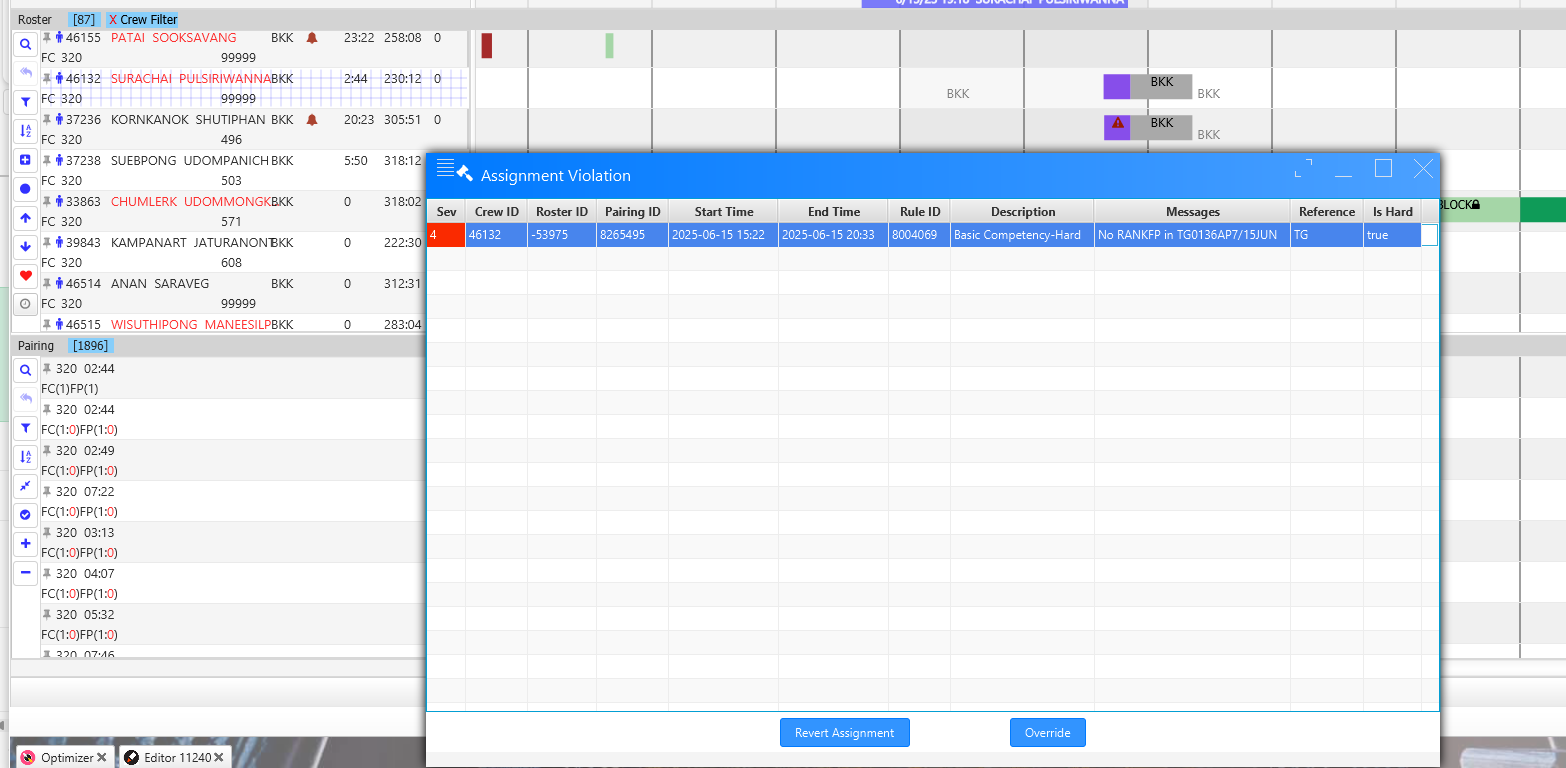 6/15/25 19:10 SURACHAI PULSIRIWANNA
Roster [87] X Crew Filter
46155 PATAI SOOKSAVANG BKK 23:22 258:08 0
FC 320 99999
46132 SURACHAI PULSIRIWANNA BKK 2:44 230:12 0
FC 320 99999
BKK BKK BKK
37236 KORNKANOK SHUTIPHAN BKK 20:23 305:51 0
FC 320 496
BKK BKK
37238 SUEBPONG UDOMPANICH BKK 5:50 318:12
FC 320 503
33863 CHUMLERK UDOMMONGK BKK 0 318:02
FC 320 571
BLOCK
39843 KAMPANART JATURANONT BKK 0 222:30
FC 320 608
46514 ANAN SARAVEG BKK 0 312:31
FC 320 99999
46515 WISUTHIPONG MANEESILP BKK 0 283:04
Pairing [1896]
320 02:44
FC(1)FP(1)
320 02:44
FC(1:0)FP(1:0)
320 02:49
FC(1:0)FP(1:0)
320 07:22
FC(1:0)FP(1:0)
320 03:13
FC(1:0)FP(1:0)
320 04:07
FC(1:0)FP(1:0)
320 05:32
FC(1:0)FP(1:0)
320 07:46
Assignment Violation
Sev Crew ID Roster ID Pairing ID Start Time End Time Rule ID Description Messages Reference Is Hard
4 46132 -53975 8265495 2025-06-15 15:22 2025-06-15 20:33 8004069 Basic Competency-Hard No RANKFP in TG0136AP7/15JUN TG true
Revert Assignment Override
Optimizer Editor 11240